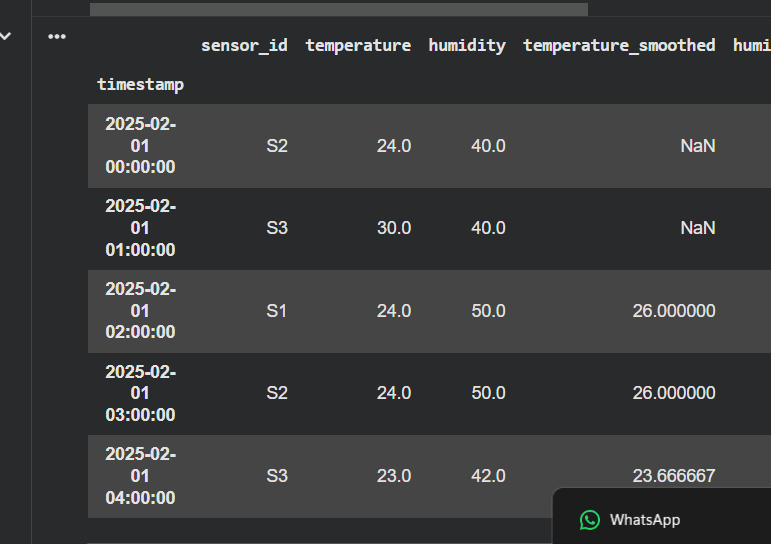 sensor_id temperature humidity temperature_smoothed humi
timestamp
2025-02-
01
00:00:00 S2 24.0 40.0 NaN
2025-02-
01
01:00:00 S3 30.0 40.0 NaN
2025-02-
01
02:00:00 S1 24.0 50.0 26.000000
2025-02-
01
03:00:00 S2 24.0 50.0 26.000000
2025-02-
01
04:00:00 S3 23.0 42.0 23.666667
WhatsApp